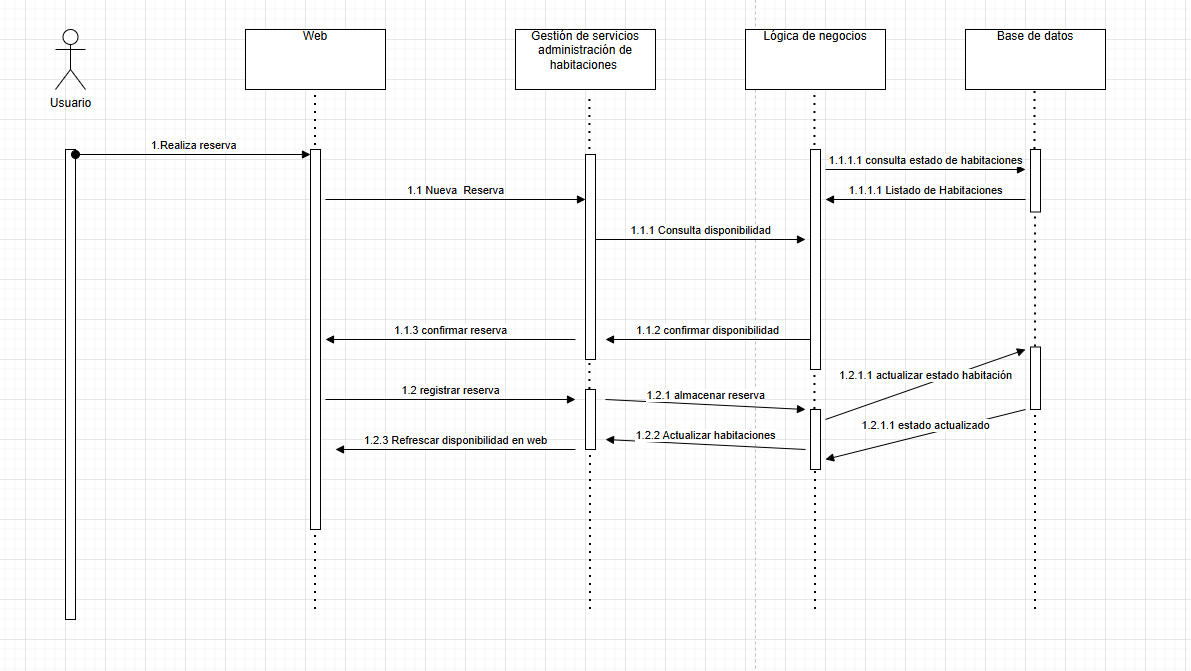 Usuario
Web
Gestión de servicios
administración de
habitaciones
Lógica de negocios
Base de datos
1.Realiza reserva
1.1.1.1 consulta estado de habitaciones
1.1 Nueva  Reserva
1.1.1.1 Listado de Habitaciones
1.1.1 Consulta disponibilidad
1.1.3 confirmar reserva
1.1.2 confirmar disponibilidad
1.2.1.1 actualizar estado habitación
1.2 registrar reserva
1.2.1 almacenar reserva
1.2.1.1 estado actualizado
1.2.3 Refrescar disponibilidad en web
1.2.2 Actualizar habitaciones